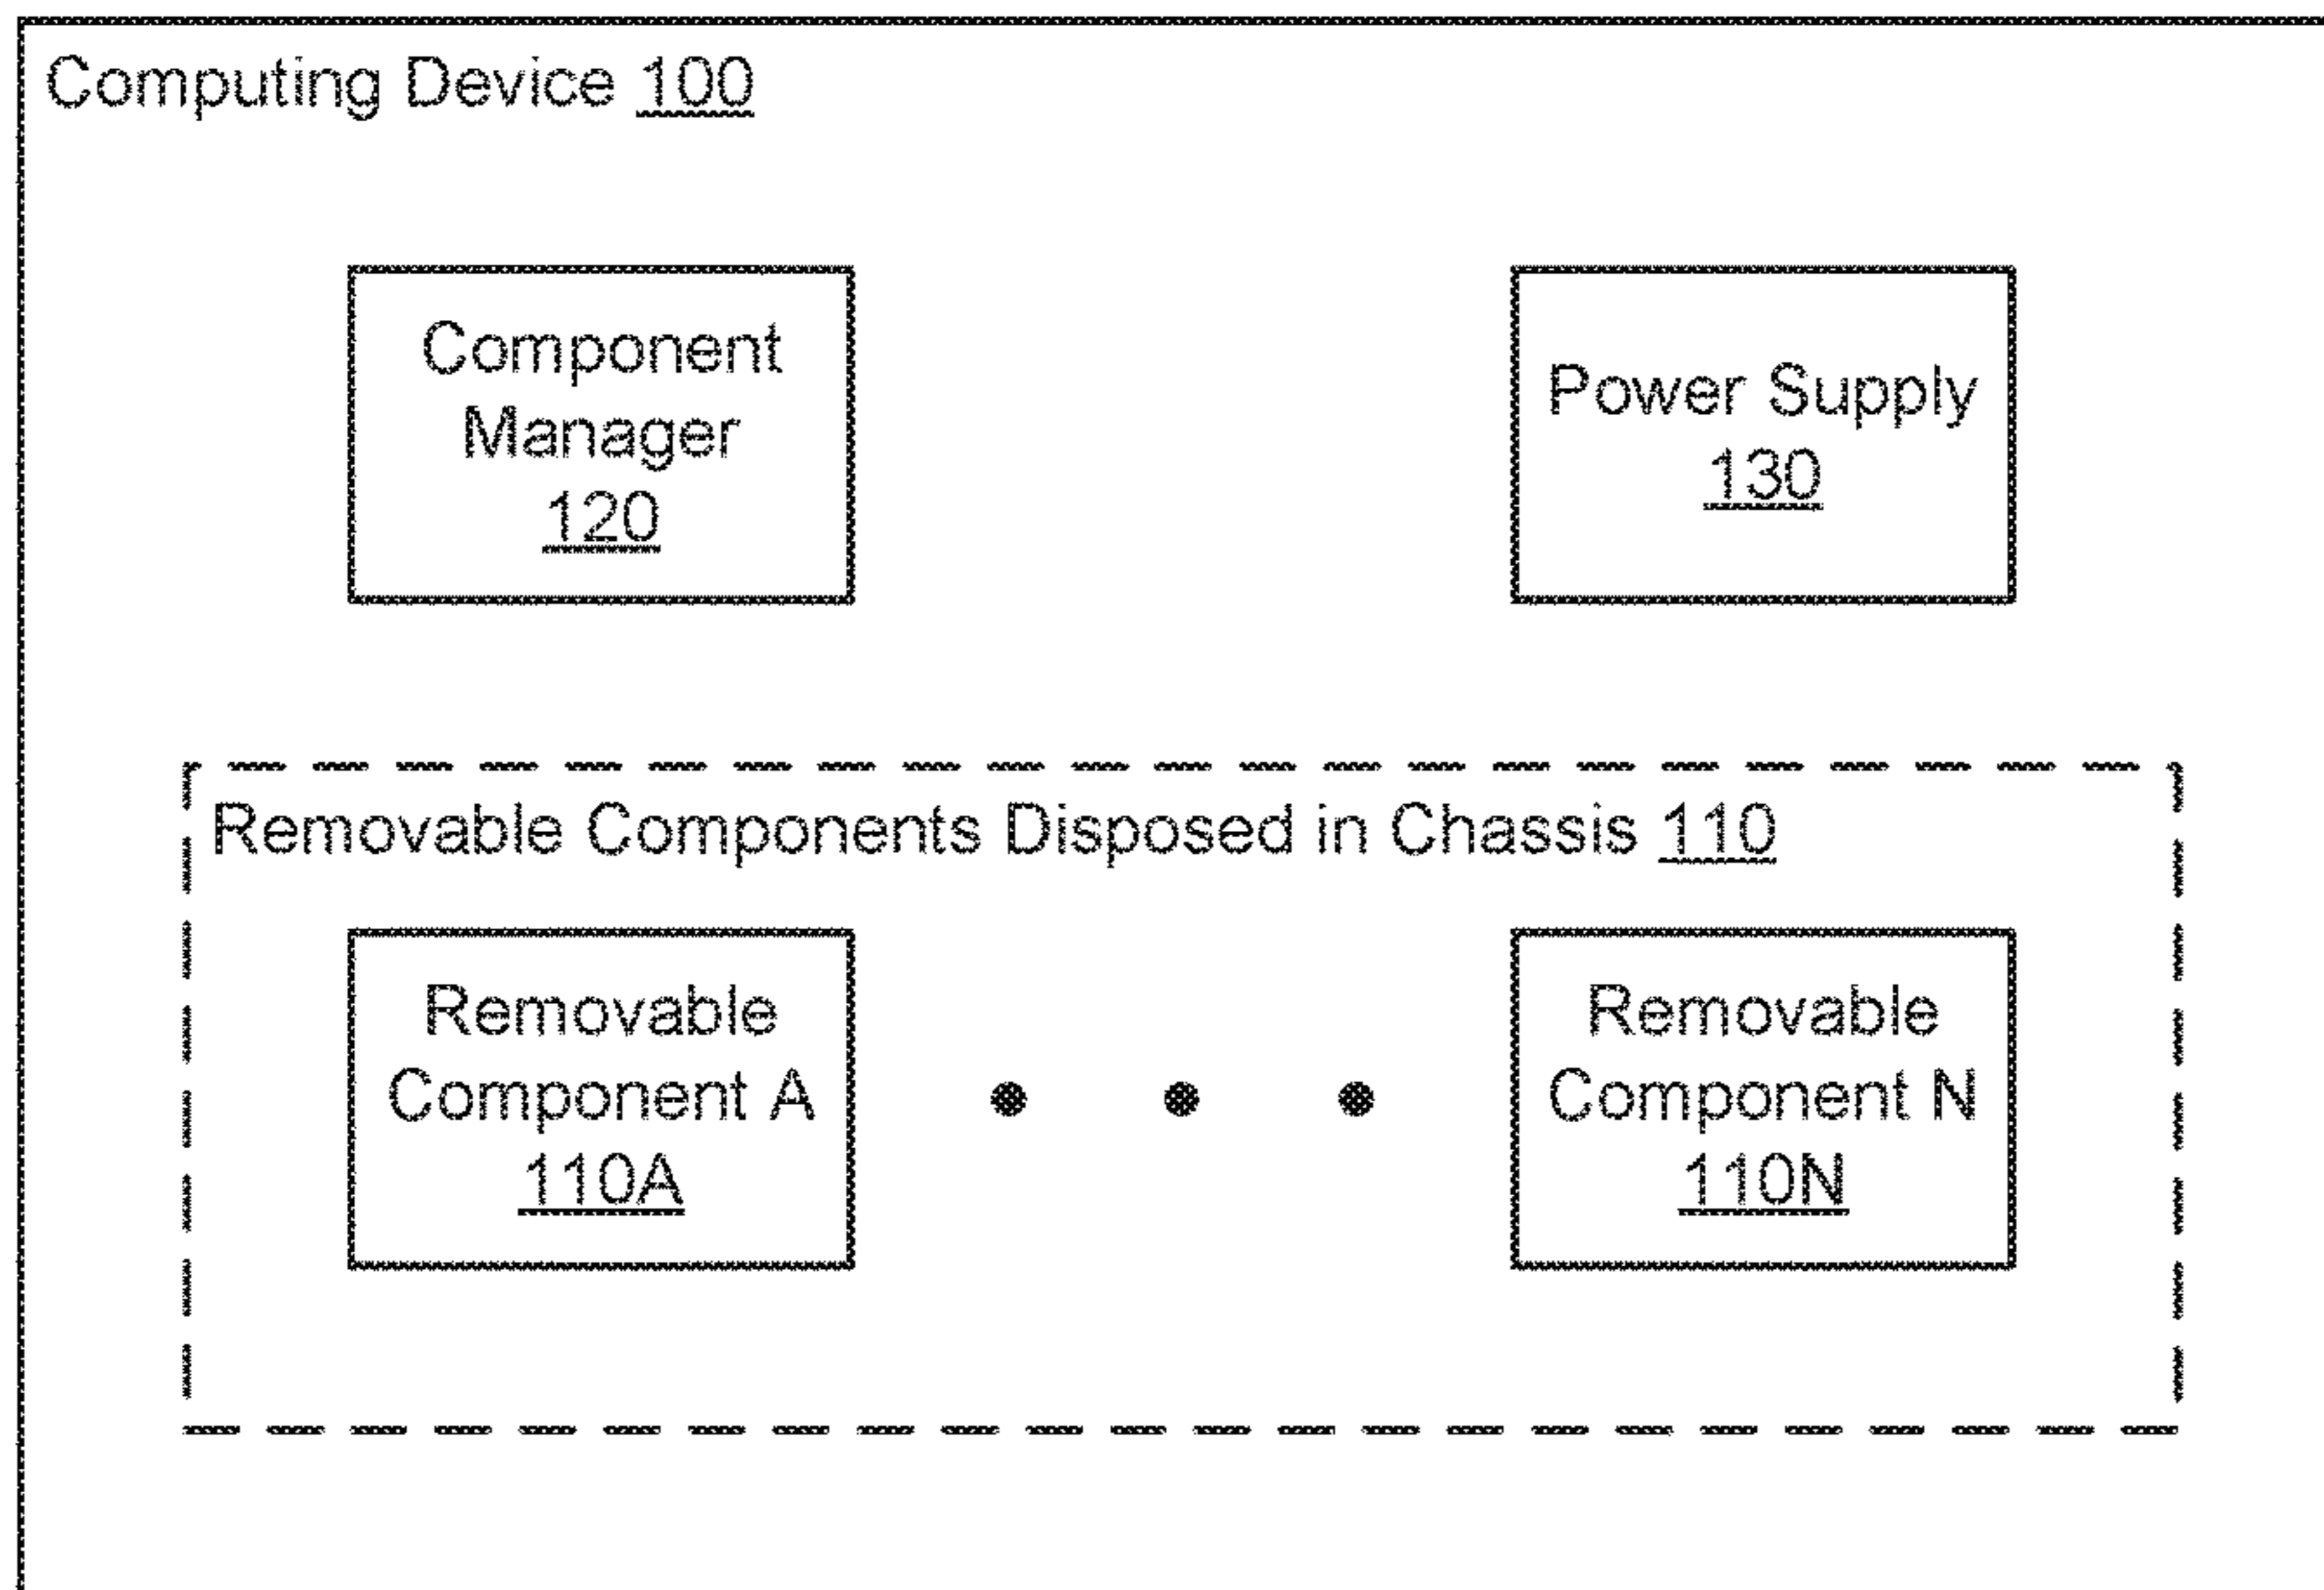 Computing Device 100
Component
Manager
120
Power Supply
130
Removable Components Disposed in Chassis 110
Removable
Component A
110A
Removable
Component N
110N